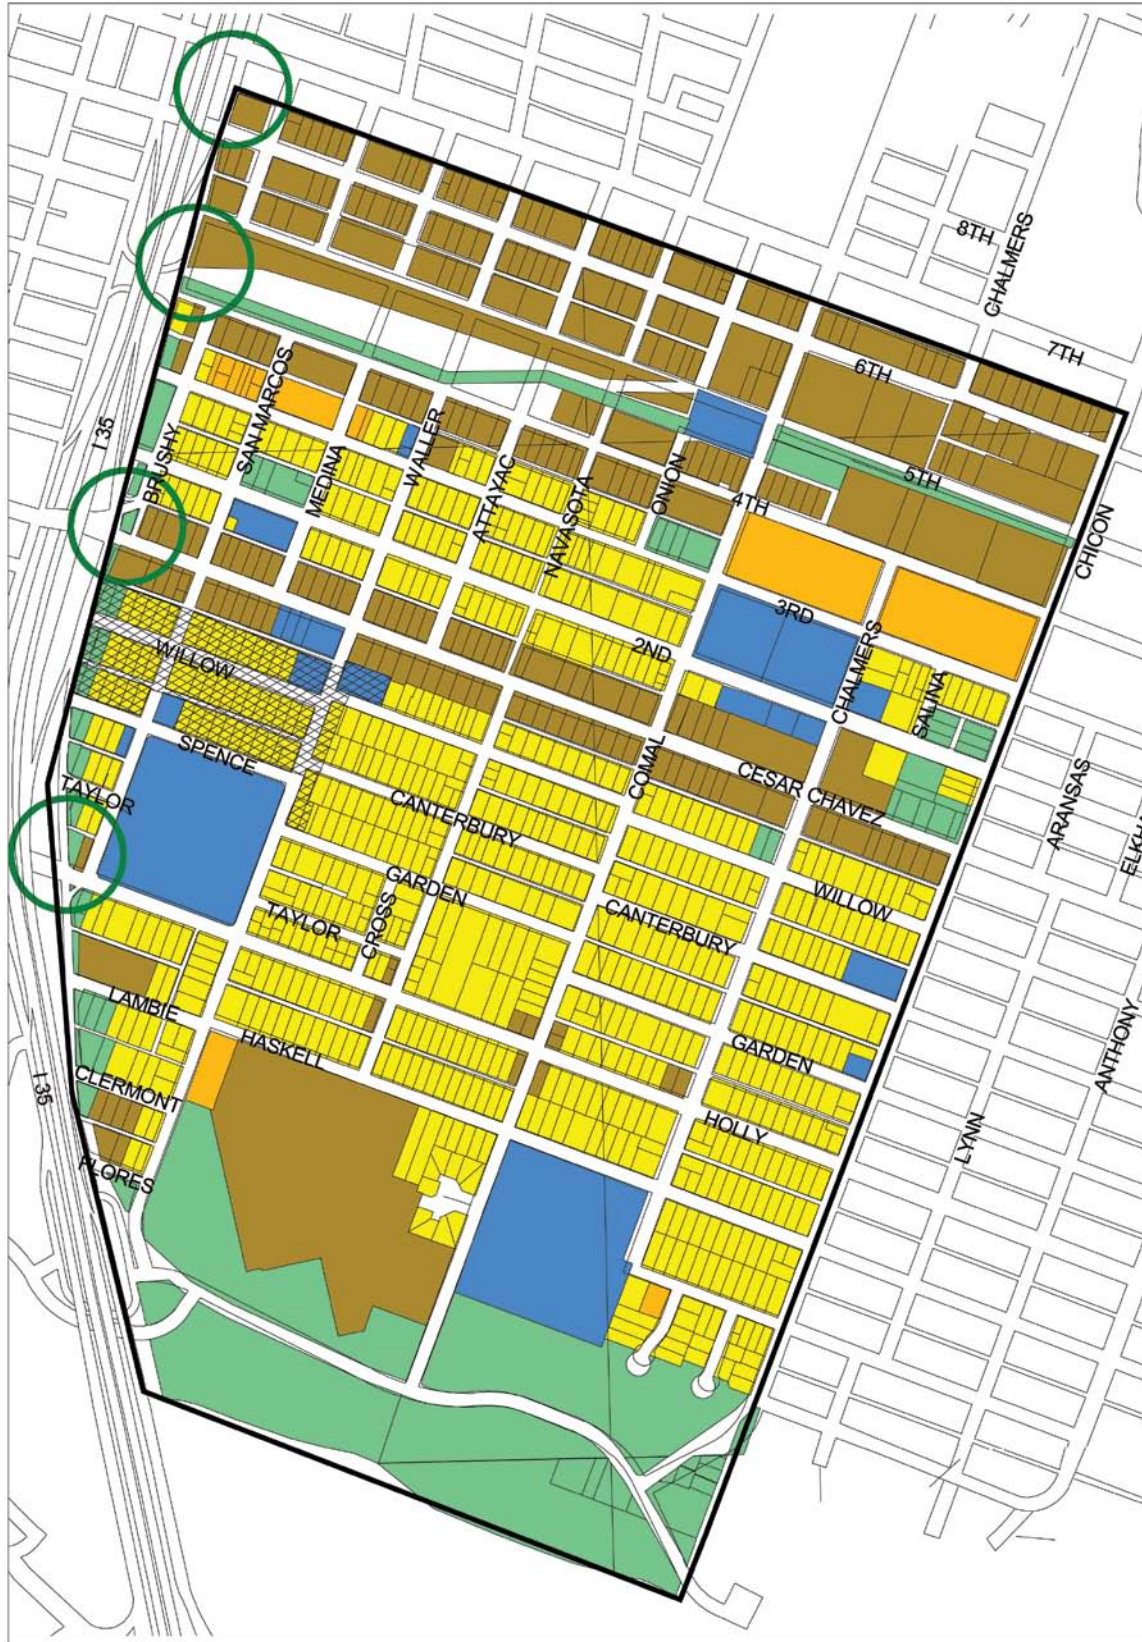 8TH
CHALMERS
7TH
6TH
I 35
SAN MARCOS
BRUSHY
MEDINA
WALLER
ATTAYAC
NAVASOTA
ONION
4TH
5TH
CHICON
3RD
2ND
CHALMERS
SALINA
WILLOW
SPENCE
TAYLOR
COMAL
CESAR CHAVEZ
CANTERBURY
ARANSAS
GARDEN
TAYLOR
CROSS
CANTERBURY
WILLOW
LAMBIE
HASKELL
GARDEN
ANTHONY
I 35
CLERMONT
HOLLY
LYNN
FLORES